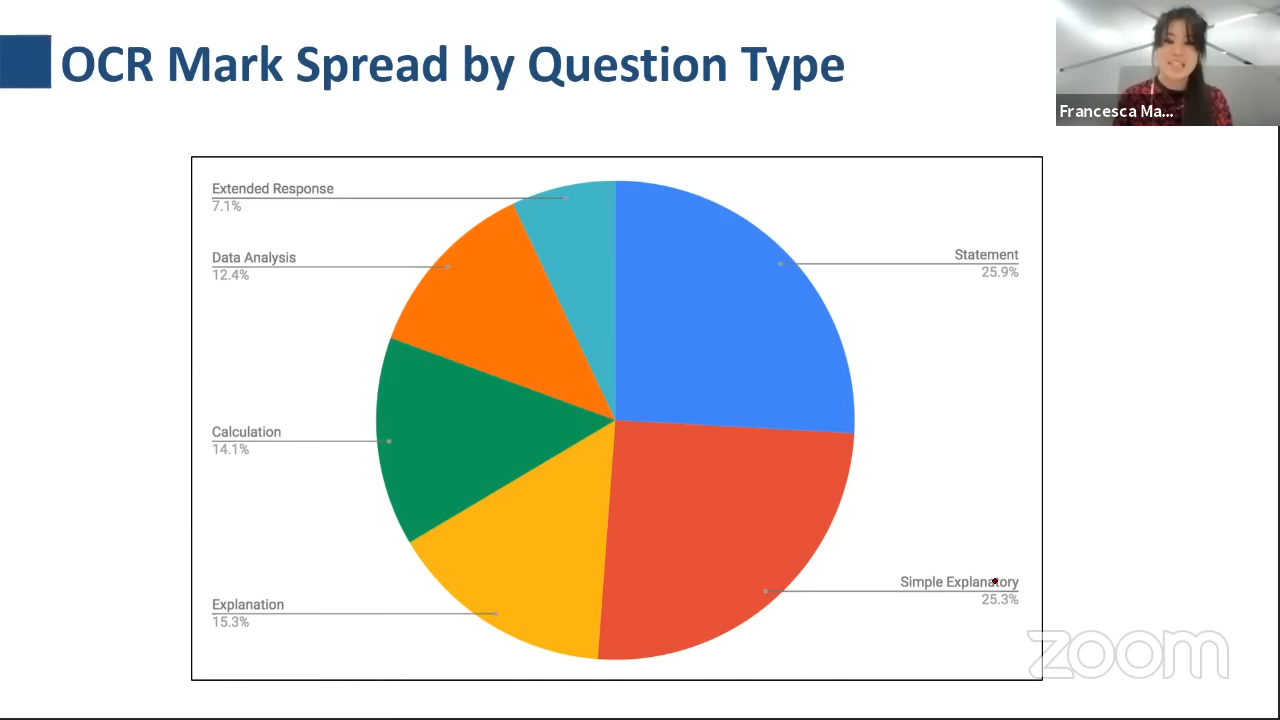 OCR Mark Spread by Question Type
Francesca Ma...
Extended Response
7.1%
Data Analysis
12.4%
Calculation
14.1%
Explanation
15.3%
Statement
25.9%
Simple Explanatory
25.3%
zoom